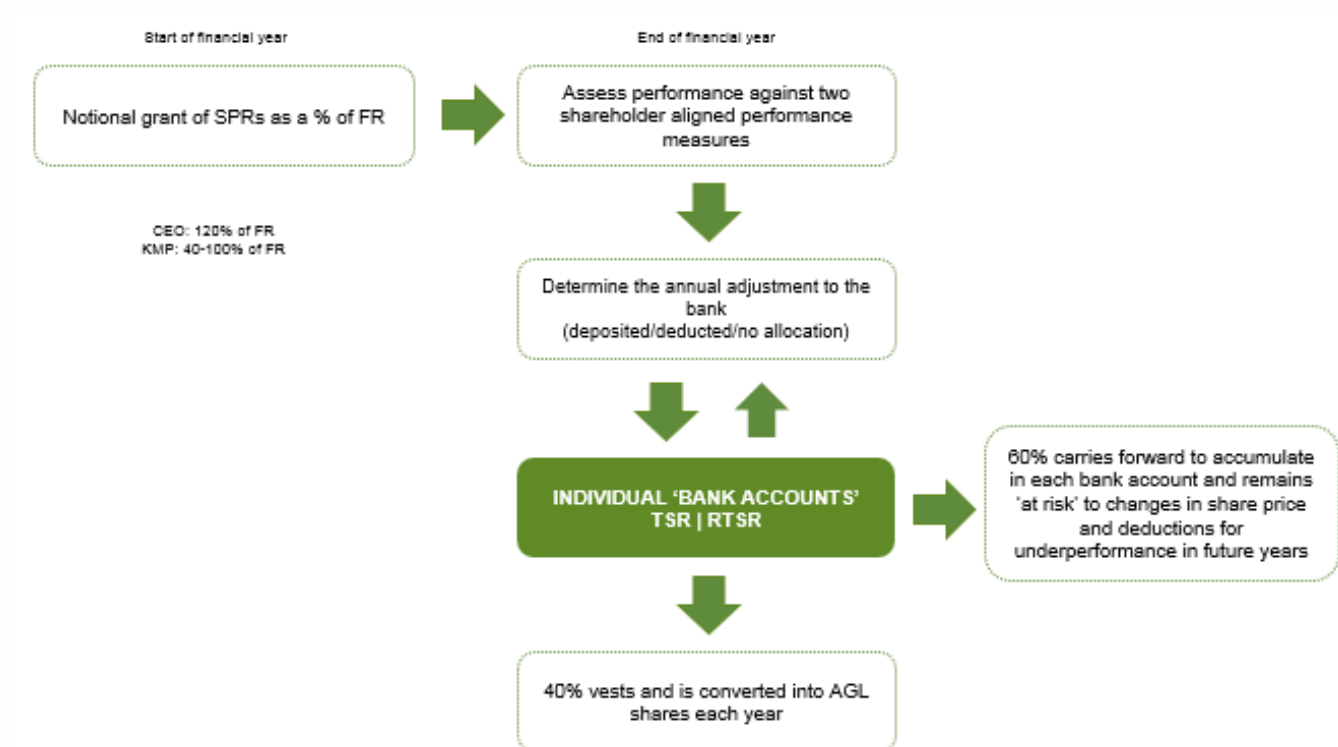 Start of financial year
End of financial year
Notional grant of SPRs as a % of FR
Assess performance against two
shareholder aligned performance
measures
CEO: 120% of FR
KMP: 40-100% of FR
Determine the annual adjustment to the
bank
(deposited/deducted/no allocation)
INDIVIDUAL ‘BANK ACCOUNTS’
TSR | RTSR
60% carries forward to accumulate
in each bank account and remains
‘at risk’ to changes in share price
and deductions for
underperformance in future years
40% vests and is converted into AGL
shares each year